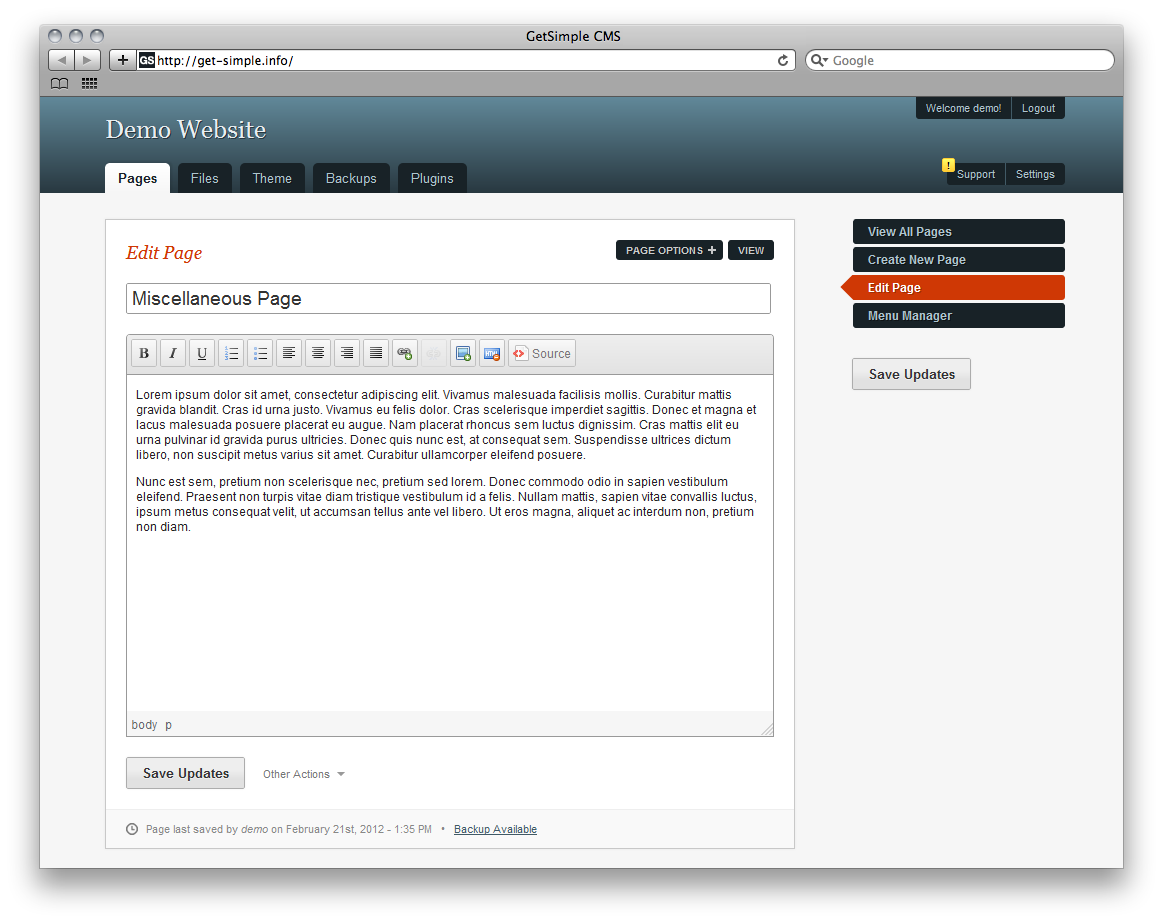 GetSimple CMS
GS http://get-simple.info/
Google
Welcome demo! Logout
Demo Website
Pages Files Theme Backups Plugins
! Support Settings
Edit Page
PAGE OPTIONS + VIEW
Miscellaneous Page
B I U Source
Lorem ipsum dolor sit amet, consectetur adipiscing elit. Vivamus malesuada facilisis mollis. Curabitur mattis
gravida blandit. Cras id urna justo. Vivamus eu felis dolor. Cras scelerisque imperdiet sagittis. Donec et magna et
lacus malesuada posuere placerat eu augue. Nam placerat rhoncus sem luctus dignissim. Cras mattis elit eu
urna pulvinar id gravida purus ultricies. Donec quis nunc est, at consequat sem. Suspendisse ultrices dictum
libero, non suscipit metus varius sit amet. Curabitur ullamcorper eleifend posuere.
Nunc est sem, pretium non scelerisque nec, pretium sed lorem. Donec commodo odio in sapien vestibulum
eleifend. Praesent non turpis vitae diam tristique vestibulum id a felis. Nullam mattis, sapien vitae convallis luctus,
ipsum metus consequat velit, ut accumsan tellus ante vel libero. Ut eros magna, aliquet ac interdum non, pretium
non diam.
body p
Save Updates Other Actions
Page last saved by demo on February 21st, 2012 - 1:35 PM • Backup Available
View All Pages
Create New Page
Edit Page
Menu Manager
Save Updates